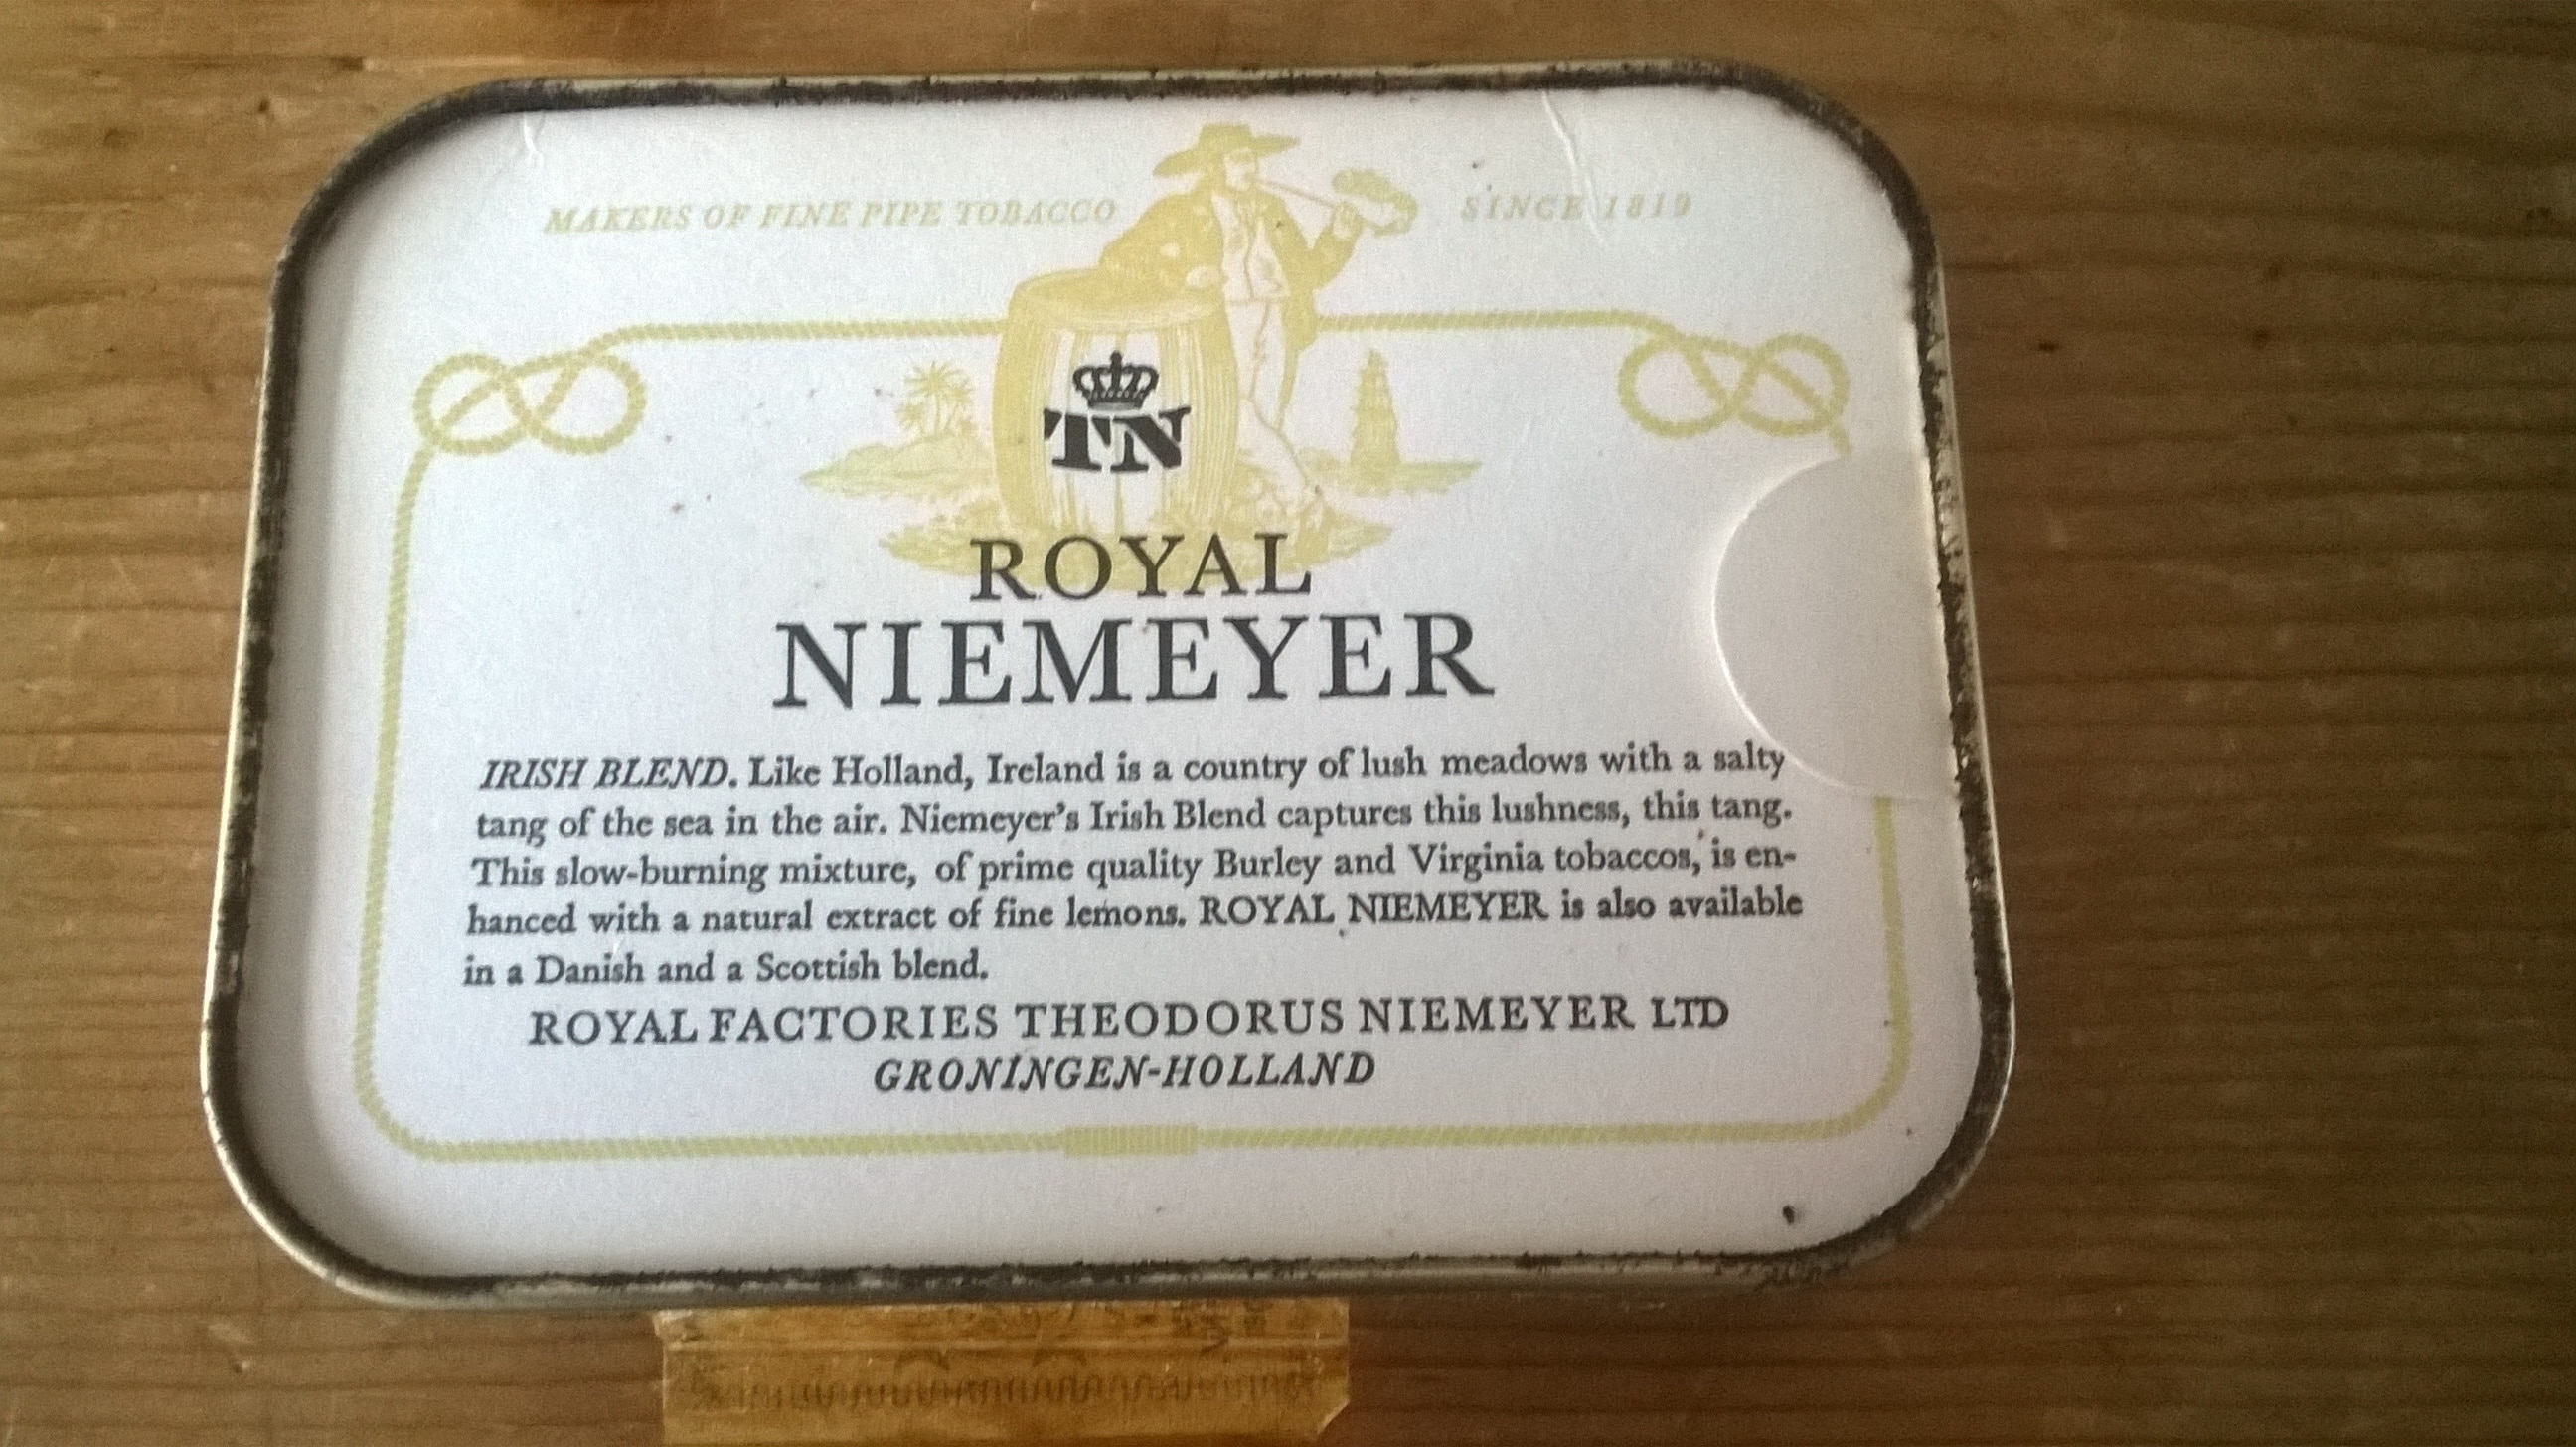 MAKERS OF FINE PIPE TOBACCO SINCE 1819
TN
ROYAL
NIEMEYER
IRISH BLEND. Like Holland, Ireland is a country of lush meadows with a salty
tang of the sea in the air. Niemeyer's Irish Blend captures this lushness, this tang.
This slow-burning mixture, of prime quality Burley and Virginia tobaccos, is en-
hanced with a natural extract of fine lemons. ROYAL NIEMEYER is also available
in a Danish and a Scottish blend.
ROYAL FACTORIES THEODORUS NIEMEYER LTD
GRONINGEN-HOLLAND